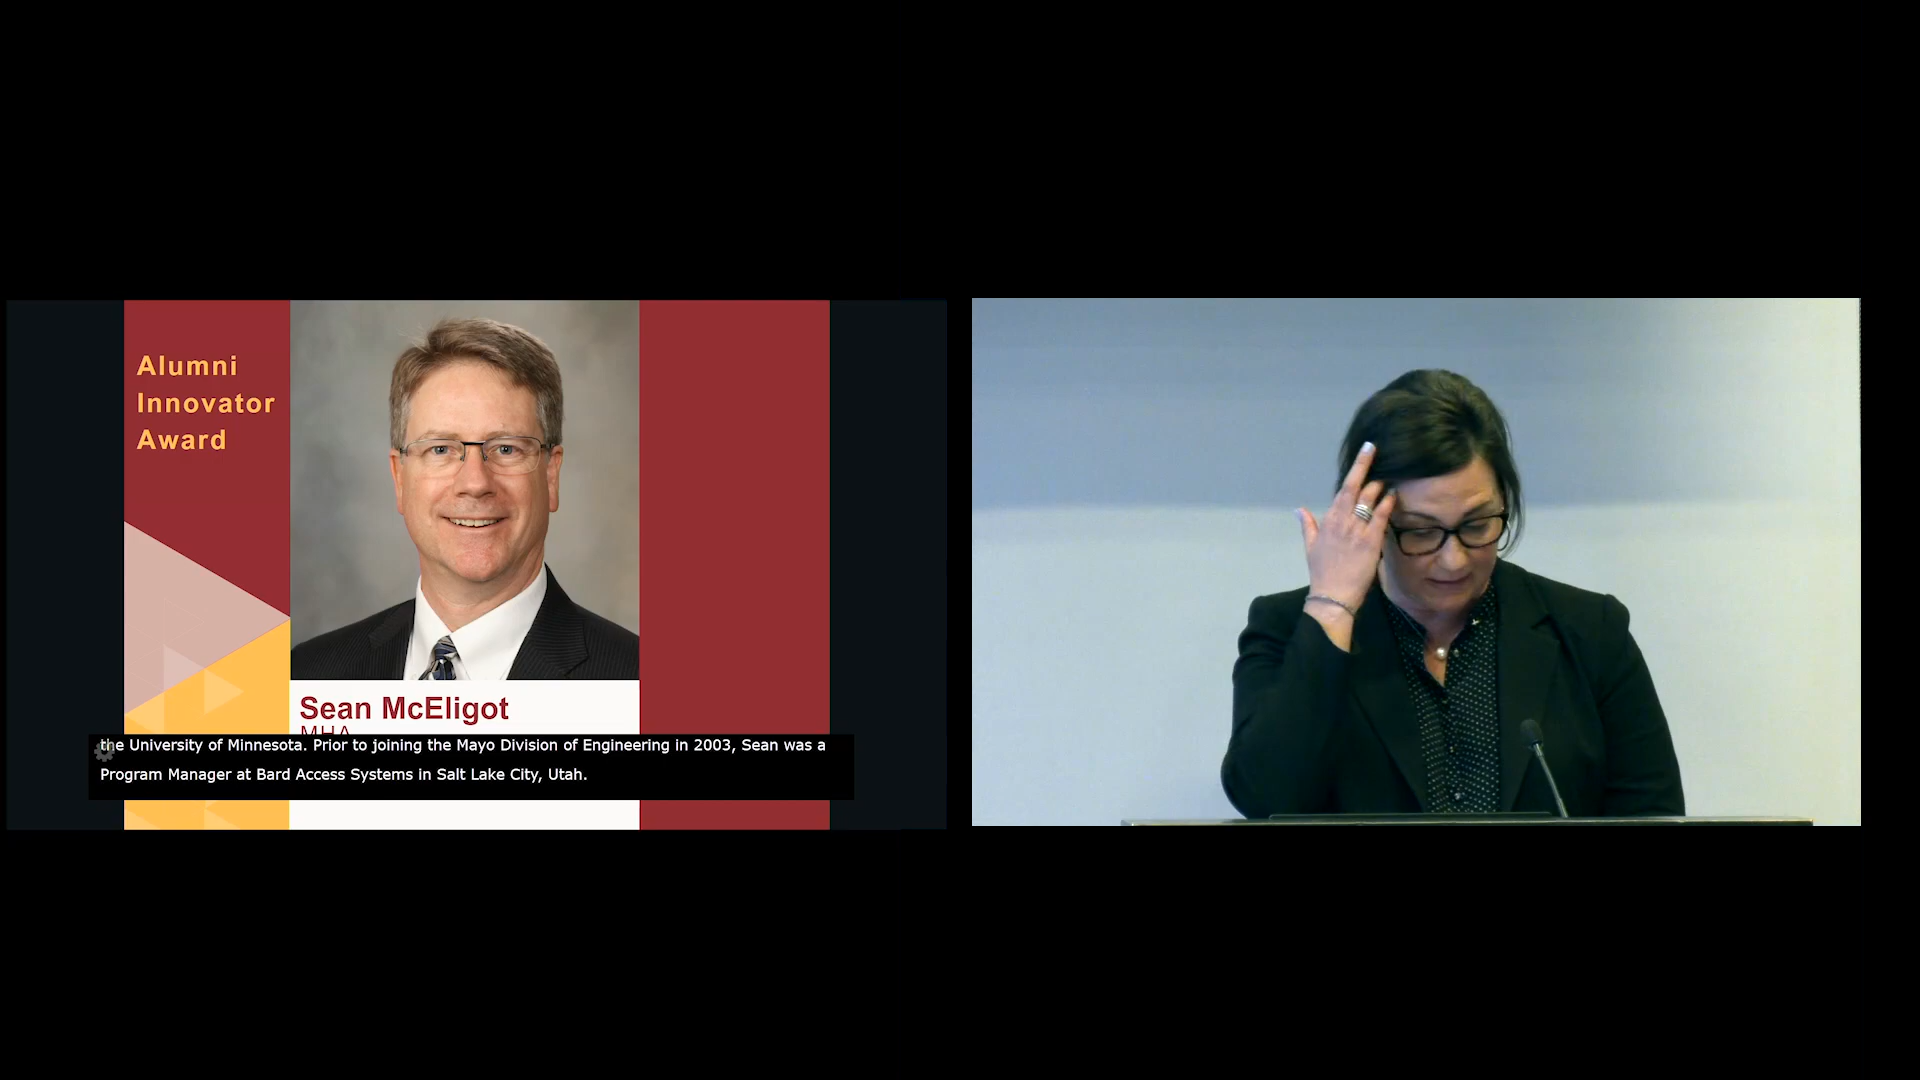 Alumni
Innovator
Award
Sean McEligot
MHA
the University of Minnesota. Prior to joining the Mayo Division of Engineering in 2003, Sean was a
Program Manager at Bard Access Systems in Salt Lake City, Utah.